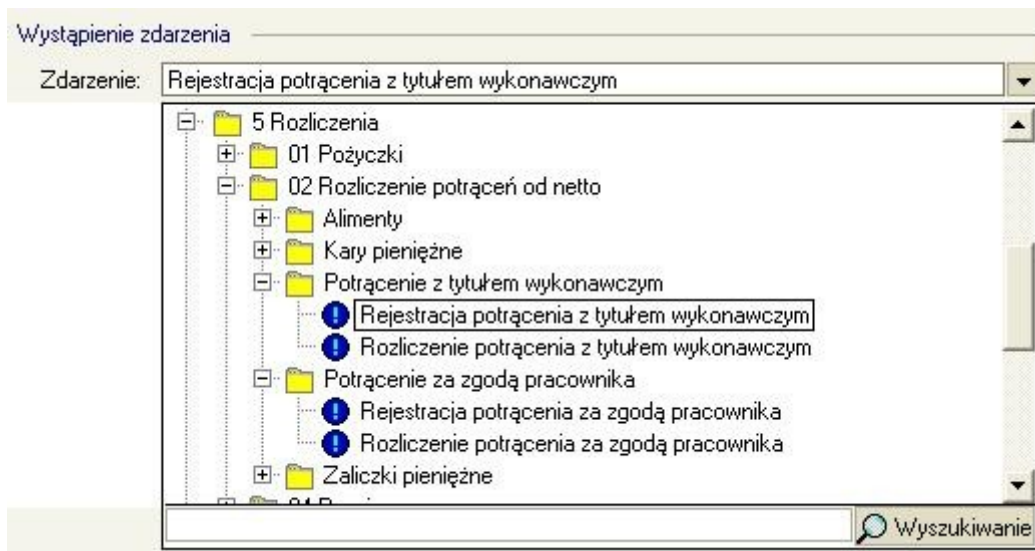 Wystąpienie zdarzenia
Zdarzenie: Rejestracja potrącenia z tytułem wykonawczym
5 Rozliczenia
01 Pożyczki
02 Rozliczenie potrąceń od netto
Alimenty
Kary pieniężne
Potrącenie z tytułem wykonawczym
Rejestracja potrącenia z tytułem wykonawczym
Rozliczenie potrącenia z tytułem wykonawczym
Potrącenie za zgodą pracownika
Rejestracja potrącenia za zgodą pracownika
Rozliczenie potrącenia za zgodą pracownika
Zaliczki pieniężne
Wyszukiwanie